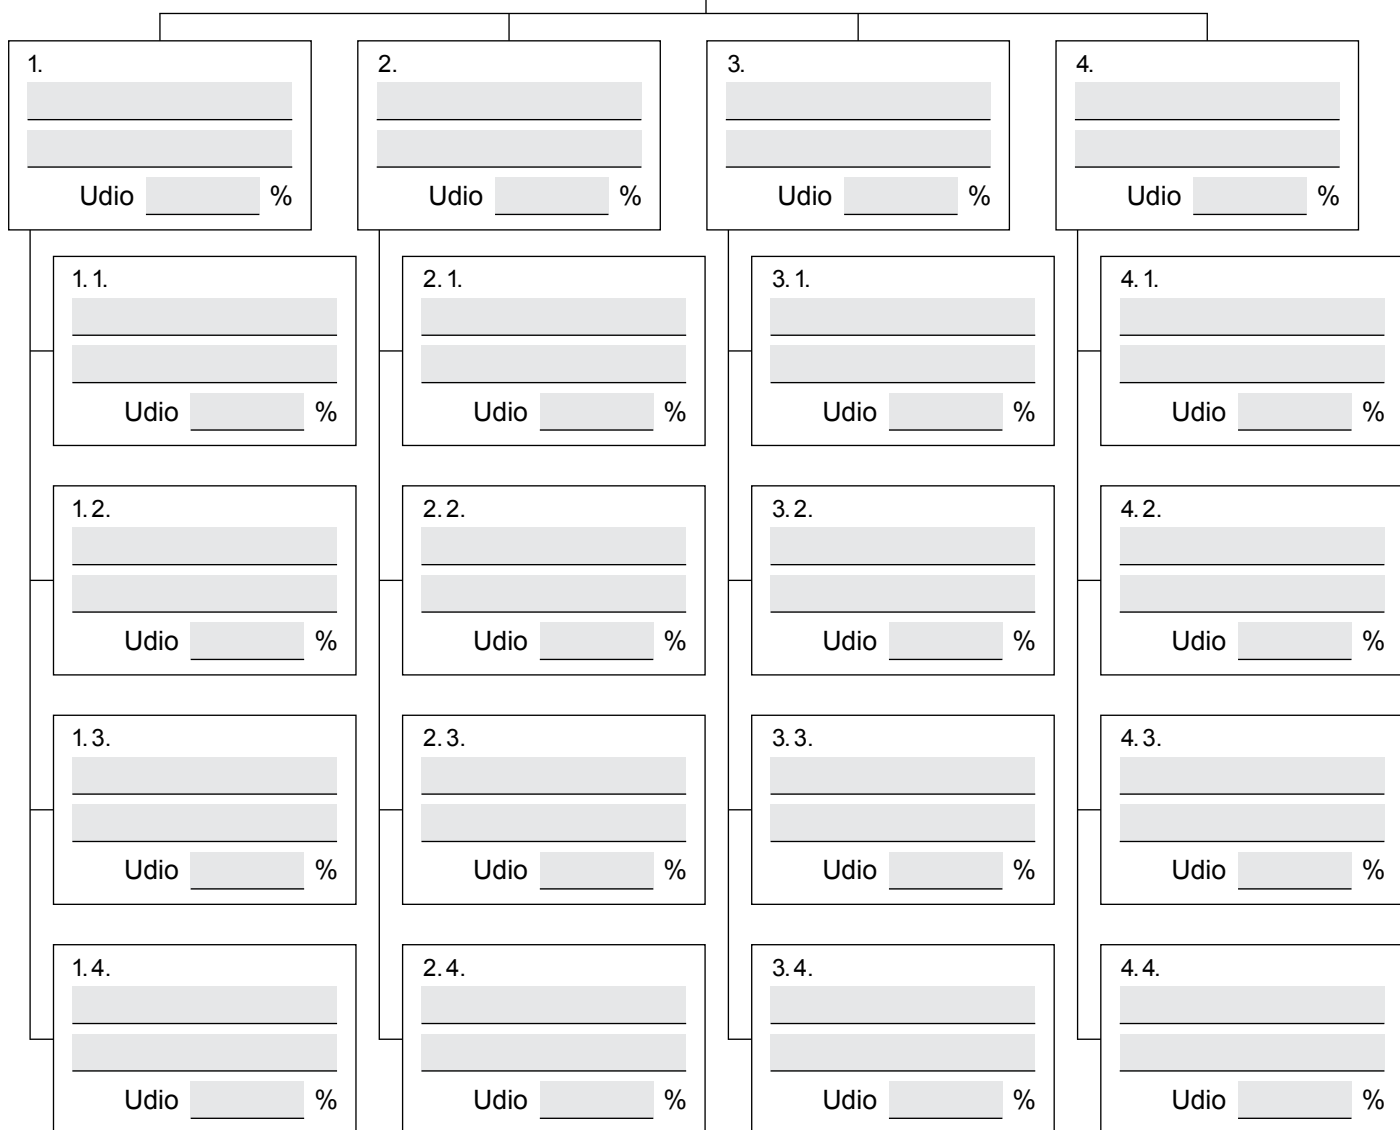 1.
Udio %
2.
Udio %
3.
Udio %
4.
Udio %
1. 1.
Udio %
2. 1.
Udio %
3. 1.
Udio %
4. 1.
Udio %
1. 2.
Udio %
2. 2.
Udio %
3. 2.
Udio %
4. 2.
Udio %
1. 3.
Udio %
2. 3.
Udio %
3. 3.
Udio %
4. 3.
Udio %
1. 4.
Udio %
2. 4.
Udio %
3. 4.
Udio %
4. 4.
Udio %